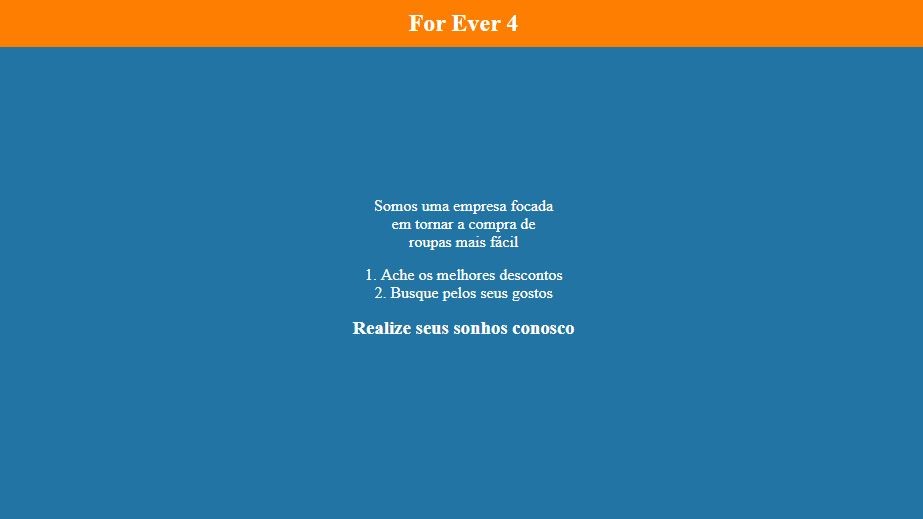 For Ever 4
Somos uma empresa focada
em tornar a compra de
roupas mais fácil
1. Ache os melhores descontos
2. Busque pelos seus gostos
Realize seus sonhos conosco